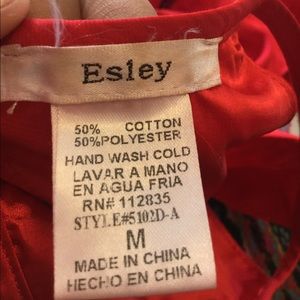 Esley
50% COTTON
50%POLYESTER
HAND WASH COLD
LAVAR A MANO
EN AGUA FRIA
RN# 112835
STYLE#5102D-A
M
MADE IN CHINA
HECHO EN CHINA